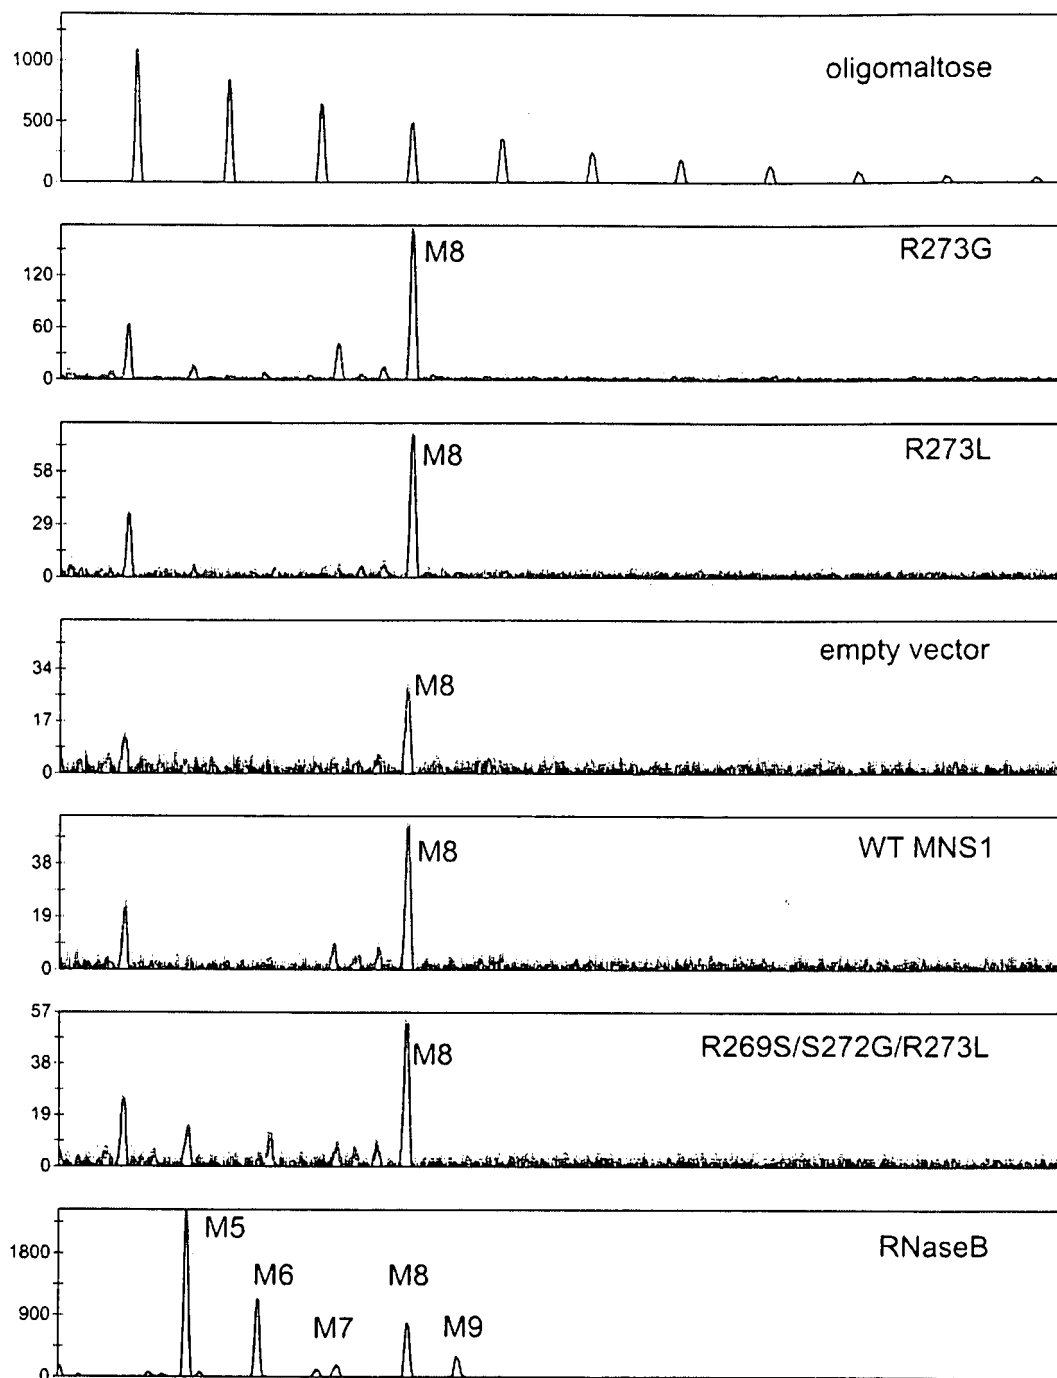 oligomaltose
1000
500
0
R273G
M8
120
60
0
R273L
M8
58
29
0
empty vector
M8
34
17
0
WT MNS1
M8
38
19
0
R269S/S272G/R273L
M8
57
38
19
0
RNaseB
M5
M6
M7
M8
M9
1800
900
0